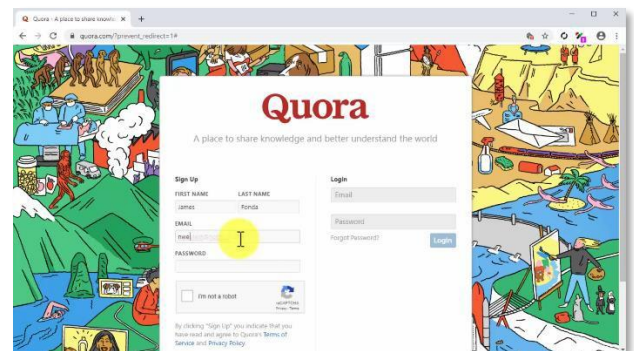 Quora - A place to share knowle
quora.com/?prevent_redirect=1#
Quora
A place to share knowledge and better understand the world
Sign Up
FIRST NAME LAST NAME
James Fonda
EMAIL
PASSWORD
I'm not a robot
reCAPTCHA
Privacy - Terms
By clicking "Sign Up" you indicate that you
have read and agree to Quora's Terms of
Service and Privacy Policy
Login
Email
Password
Forgot Password?
Login